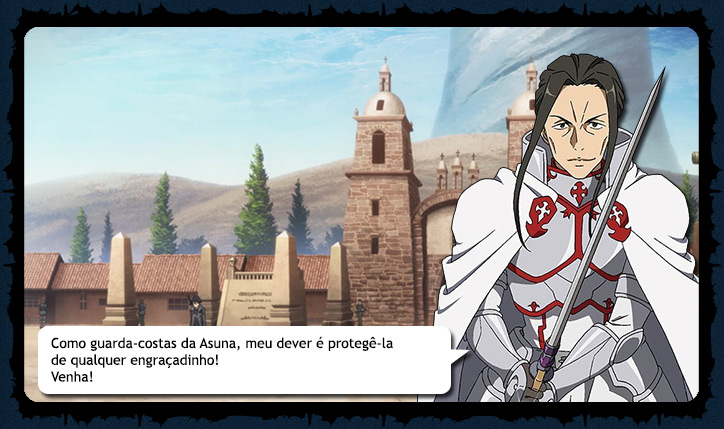 Como guarda-costas da Asuna, meu dever é protegê-la
de qualquer engraçadinho!
Venha!